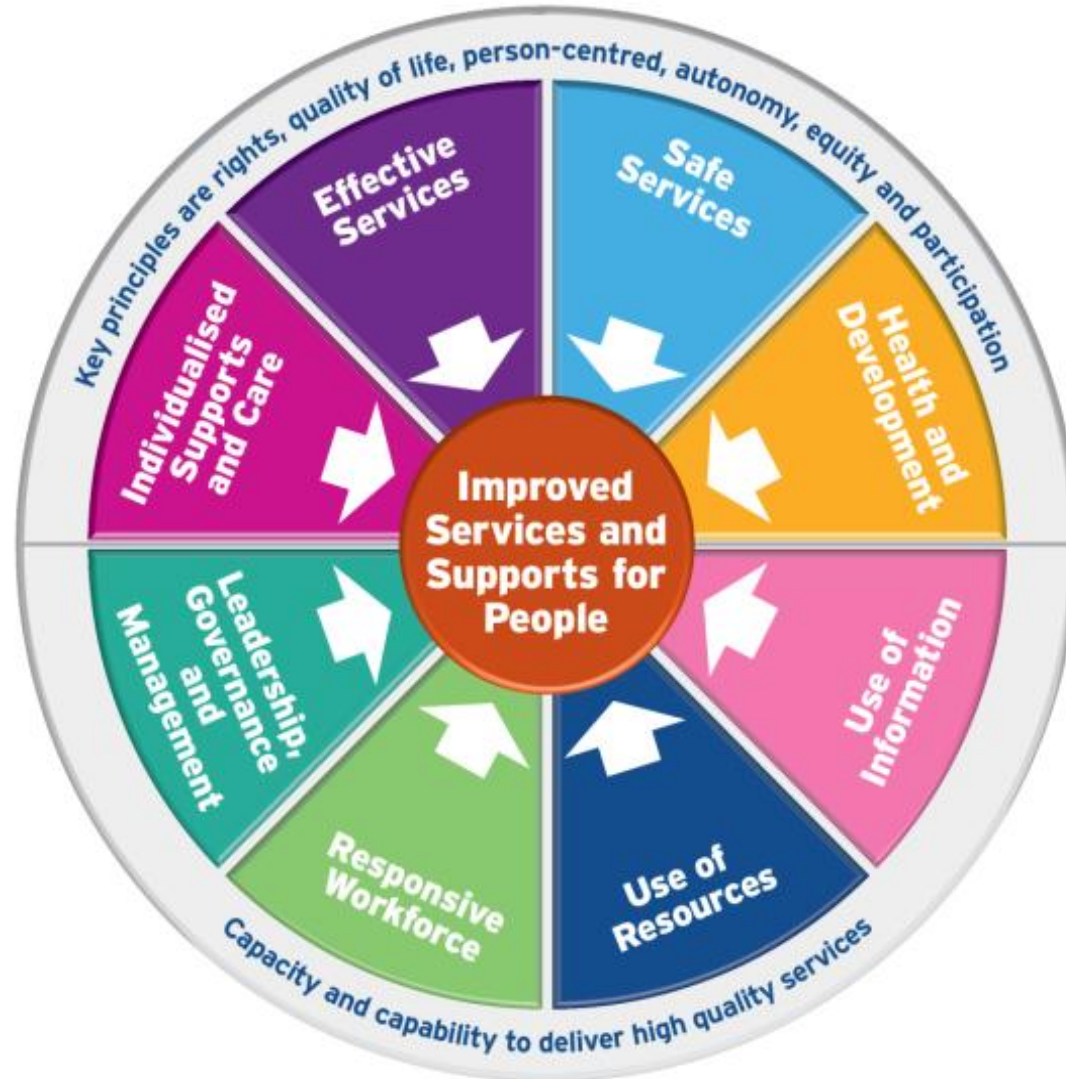 Key principles are rights, quality of life, person-centred, autonomy, equity and participation
Effective
Services
Safe
Services
Individualised
Supports
and Care
Health and
Development
Improved
Services and
Supports for
People
Leadership,
Governance
and
Management
Use of
Information
Responsive
Workforce
Use of
Resources
Capacity and capability to deliver high quality services